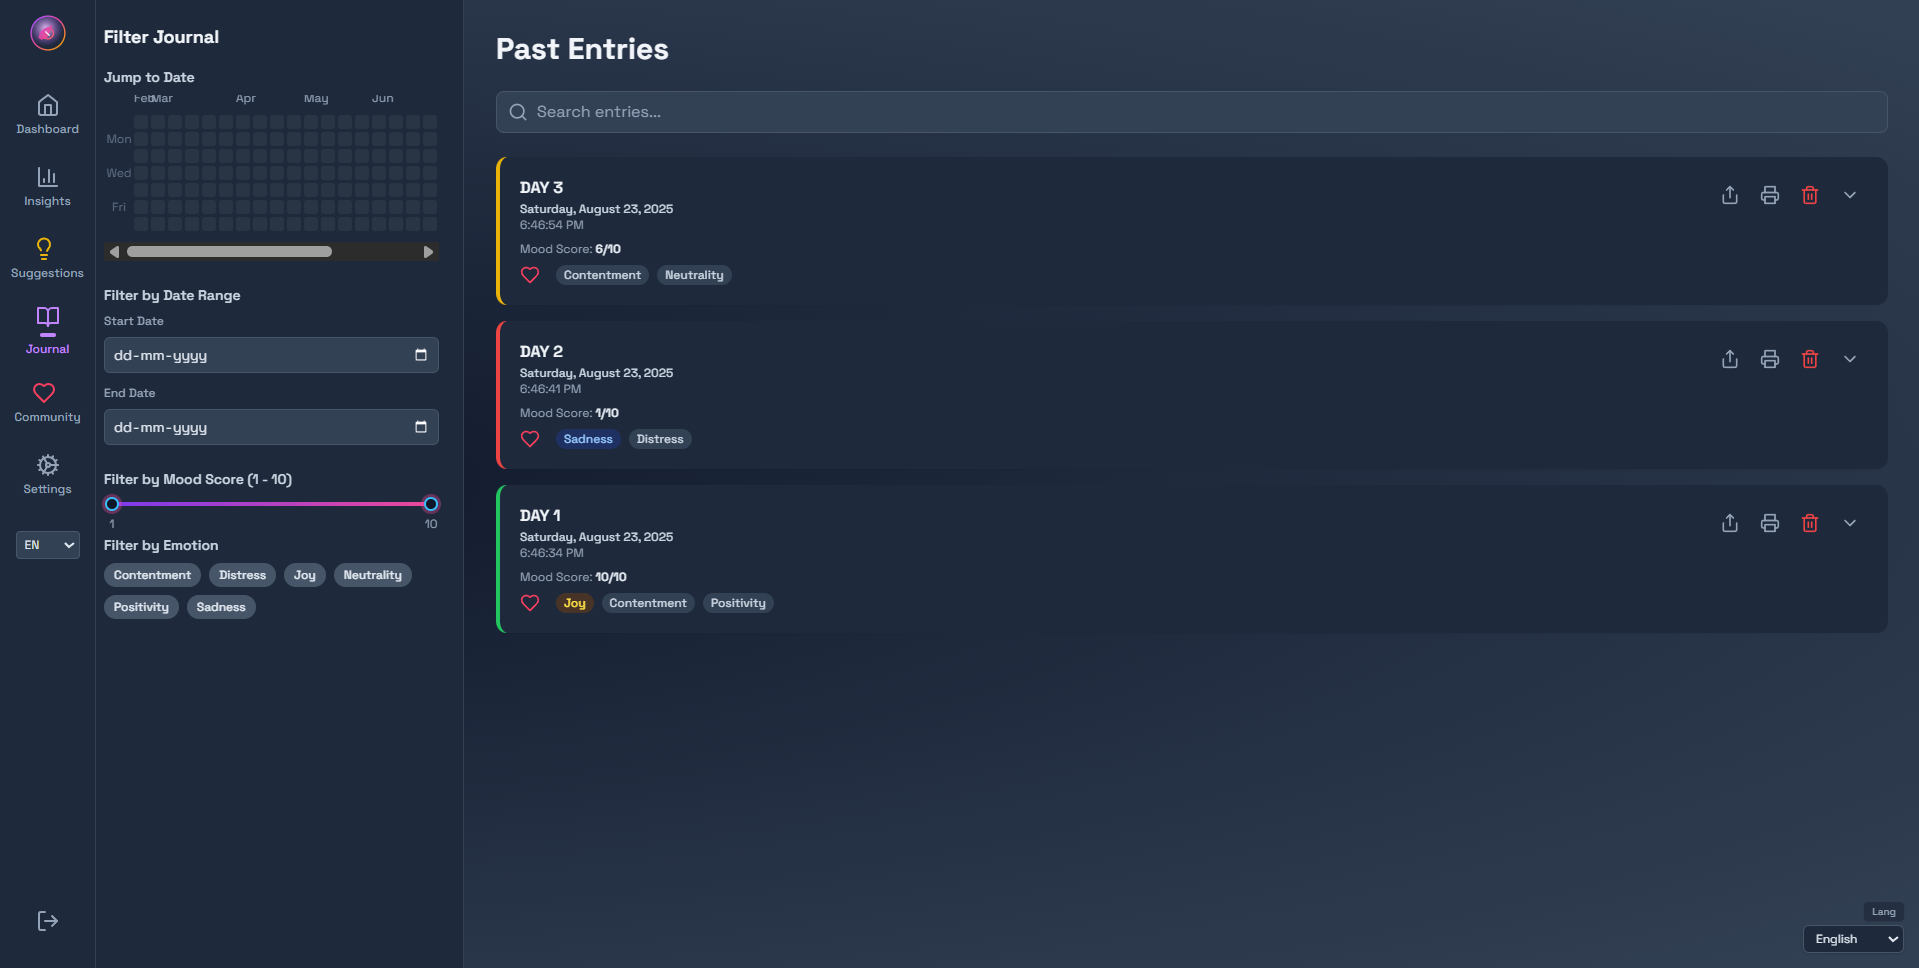 Dashboard
Insights
Suggestions
Journal
Community
Settings
EN
Filter Journal
Jump to Date
Feb Mar Apr May Jun
Mon
Wed
Fri
Filter by Date Range
Start Date
dd-mm-yyyy
End Date
dd-mm-yyyy
Filter by Mood Score (1 - 10)
1 10
Filter by Emotion
Contentment Distress Joy Neutrality
Positivity Sadness
Past Entries
Search entries...
DAY 3
Saturday, August 23, 2025
6:46:54 PM
Mood Score: 6/10
Contentment Neutrality
DAY 2
Saturday, August 23, 2025
6:46:41 PM
Mood Score: 1/10
Sadness Distress
DAY 1
Saturday, August 23, 2025
6:46:34 PM
Mood Score: 10/10
Joy Contentment Positivity
Lang
English